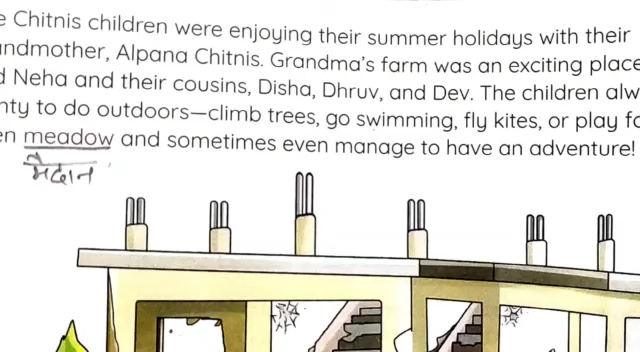 e Chitnis children were enjoying their summer holidays with their
andmother, Alpana Chitnis. Grandma's farm was an exciting place
d Neha and their cousins, Disha, Dhruv, and Dev. The children alw
nty to do outdoors—climb trees, go swimming, fly kites, or play fo
en meadow and sometimes even manage to have an adventure!
मैदान